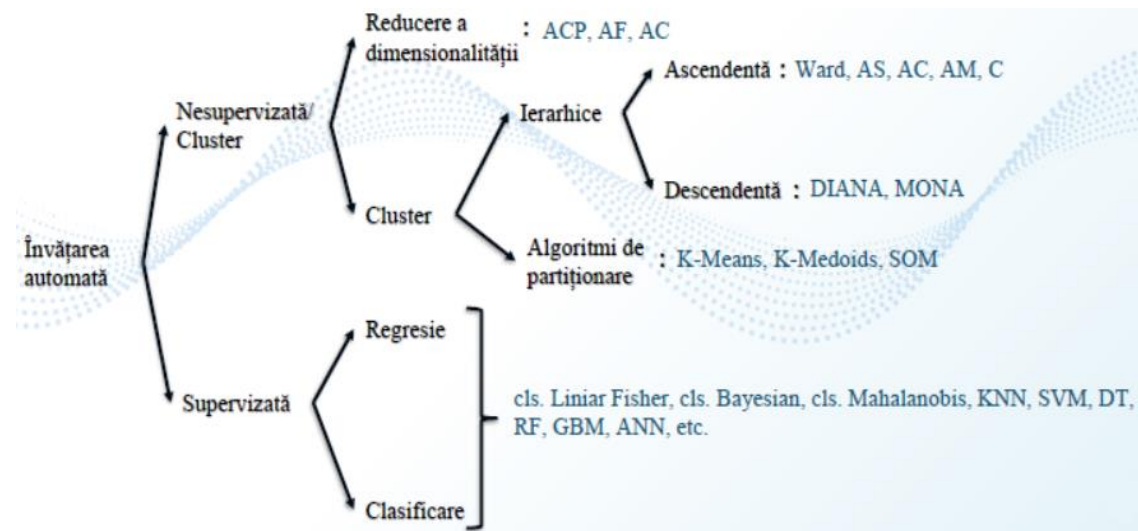 Reducere a
dimensionalității : ACP, AF, AC
Ascendentă : Ward, AS, AC, AM, C
Nesupervizată/
Cluster
Ierarhice
Descendentă : DIANA, MONA
Cluster
Învățarea
automată
Algoritmi de
partiționare : K-Means, K-Medoids, SOM
Regresie
Supervizată
cls. Liniar Fisher, cls. Bayesian, cls. Mahalanobis, KNN, SVM, DT,
RF, GBM, ANN, etc.
Clasificare